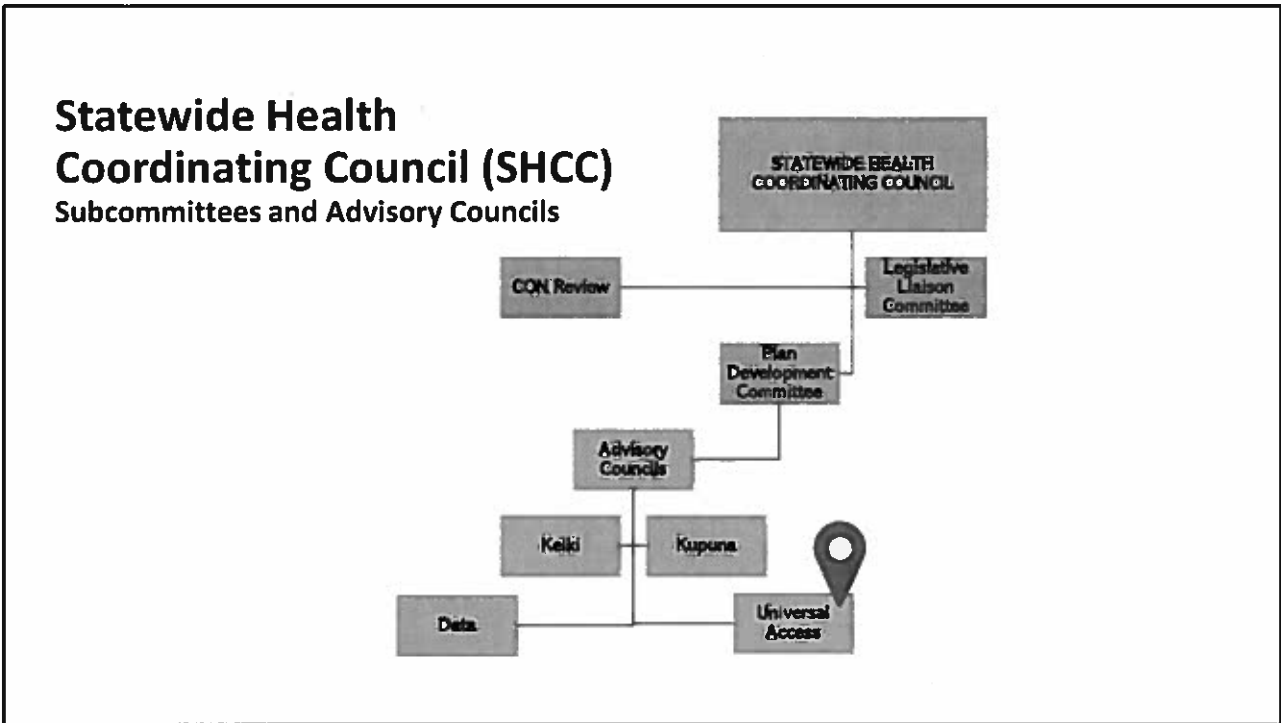 Statewide Health
Coordinating Council (SHCC)
Subcommittees and Advisory Councils
STATEWIDE HEALTH
COORDINATING COUNCIL
CON Review
Legislative
Liaison
Committee
Plan
Development
Committee
Advisory
Councils
Keiki
Kupuna
Data
Universal
Access